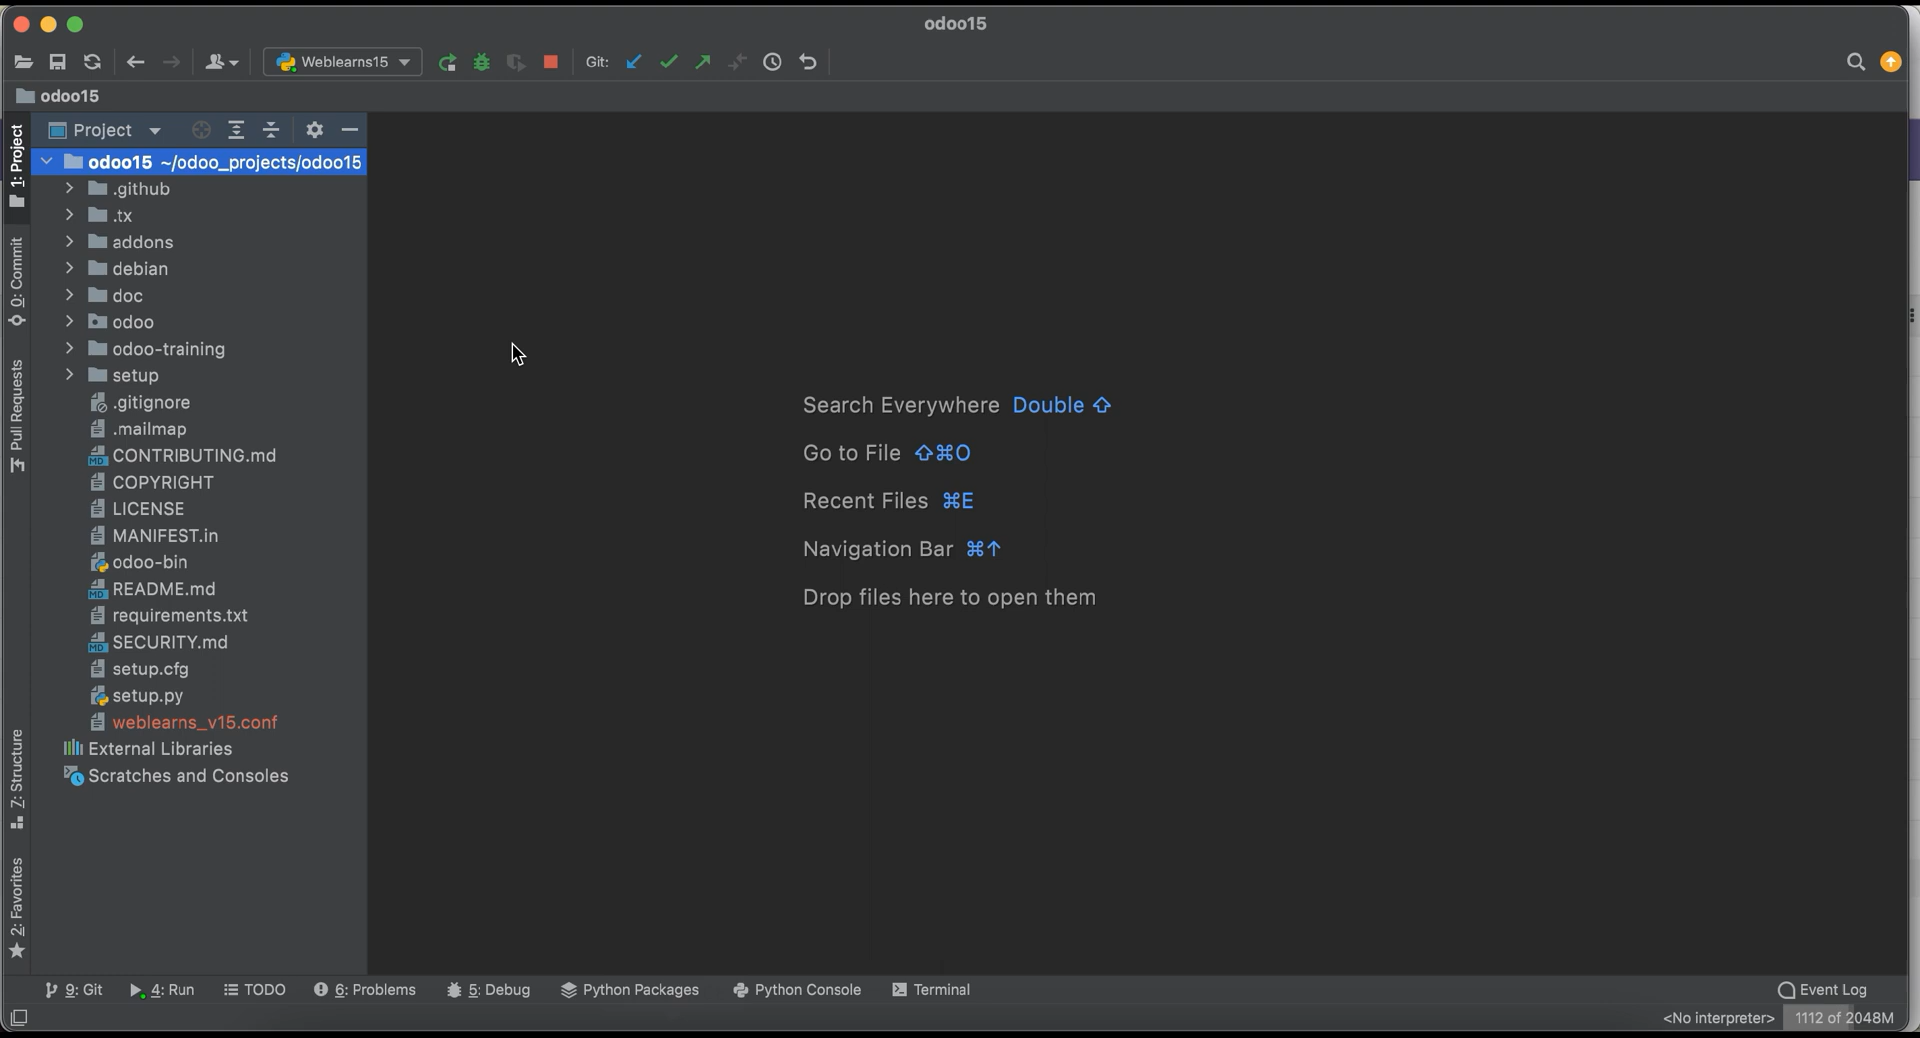 odoo15
Weblearns15
Git:
odoo15
Project
odoo15 ~/odoo_projects/odoo15
.github
.tx
addons
debian
doc
odoo
odoo-training
setup
.gitignore
.mailmap
CONTRIBUTING.md
COPYRIGHT
LICENSE
MANIFEST.in
odoo-bin
README.md
requirements.txt
SECURITY.md
setup.cfg
setup.py
weblearns_v15.conf
External Libraries
Scratches and Consoles
1: Project
0: Commit
Pull Requests
7: Structure
2: Favorites
Search Everywhere Double ⇧
Go to File ⇧⌘O
Recent Files ⌘E
Navigation Bar ⌘↑
Drop files here to open them
9: Git 4: Run TODO 6: Problems 5: Debug Python Packages Python Console Terminal Event Log
<No interpreter> 1112 of 2048M